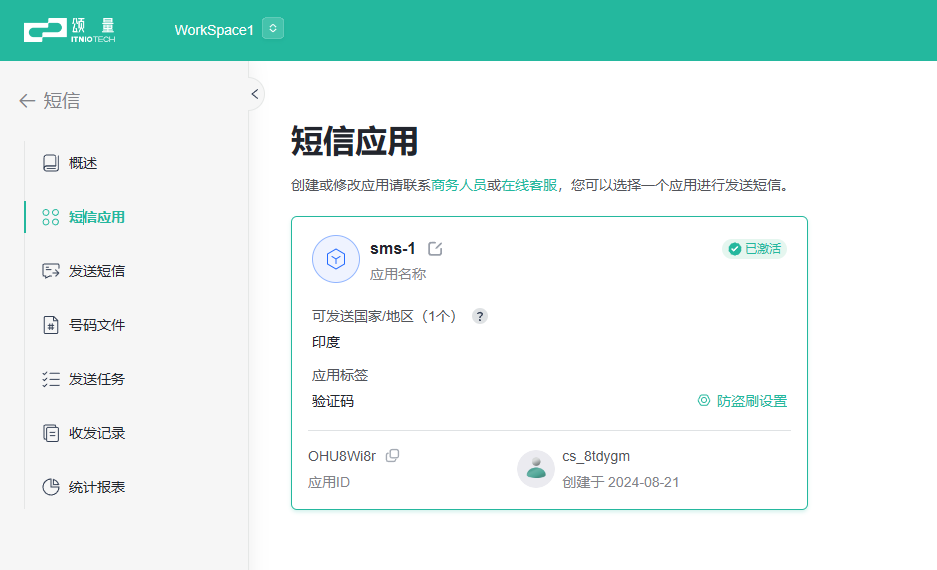 颂量
ITNIOTECH
WorkSpace1
短信
概述
短信应用
发送短信
号码文件
发送任务
收发记录
统计报表
短信应用
创建或修改应用请联系商务人员或在线客服，您可以选择一个应用进行发送短信。
sms-1
已激活
应用名称
可发送国家/地区（1个） ?
印度
应用标签
验证码
防盗刷设置
OHU8Wi8r
应用ID
cs_8tdygm
创建于 2024-08-21